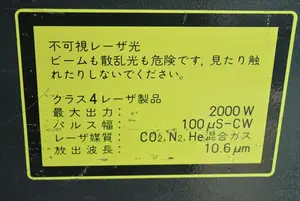 不可視レーザ光
ビームも散乱光も危険です,見たり触
れたりしないでください。
クラス4レーザ製品
最大出力: 2000W
パルス幅: 100μS-CW
レーザ媒質: CO2,N2,He混合ガス
放出波長: 10.6μm